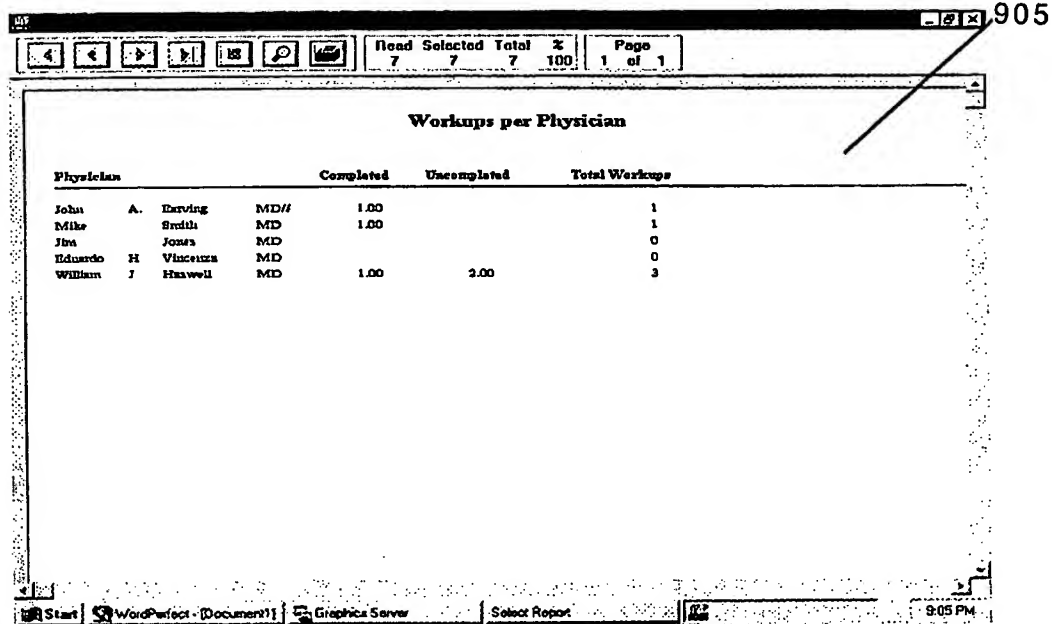 905
Read Selected Total % Page
7 7 7 100 1 of 1
Workups per Physician
Physician Completed Uncompleted Total Workups
John A. MD// 1.00 1
Mike Smith MD 1.00 1
Jim Jones MD 0
Eduardo H Vincenza MD 0
William J Haswell MD 1.00 2.00 3
Start WordPerfect - [Document1] Graphics Server Select Report 9:05 PM